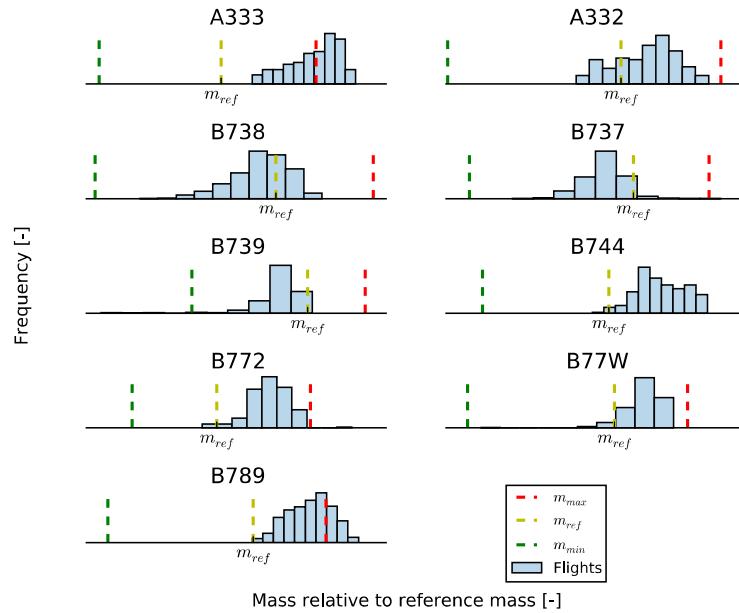 A333
A332
m_ref
m_ref
B738
B737
m_ref
m_ref
B739
B744
m_ref
m_ref
B772
B77W
m_ref
m_ref
B789
m_ref
Frequency [-]
m_max
m_ref
m_min
Flights
Mass relative to reference mass [-]